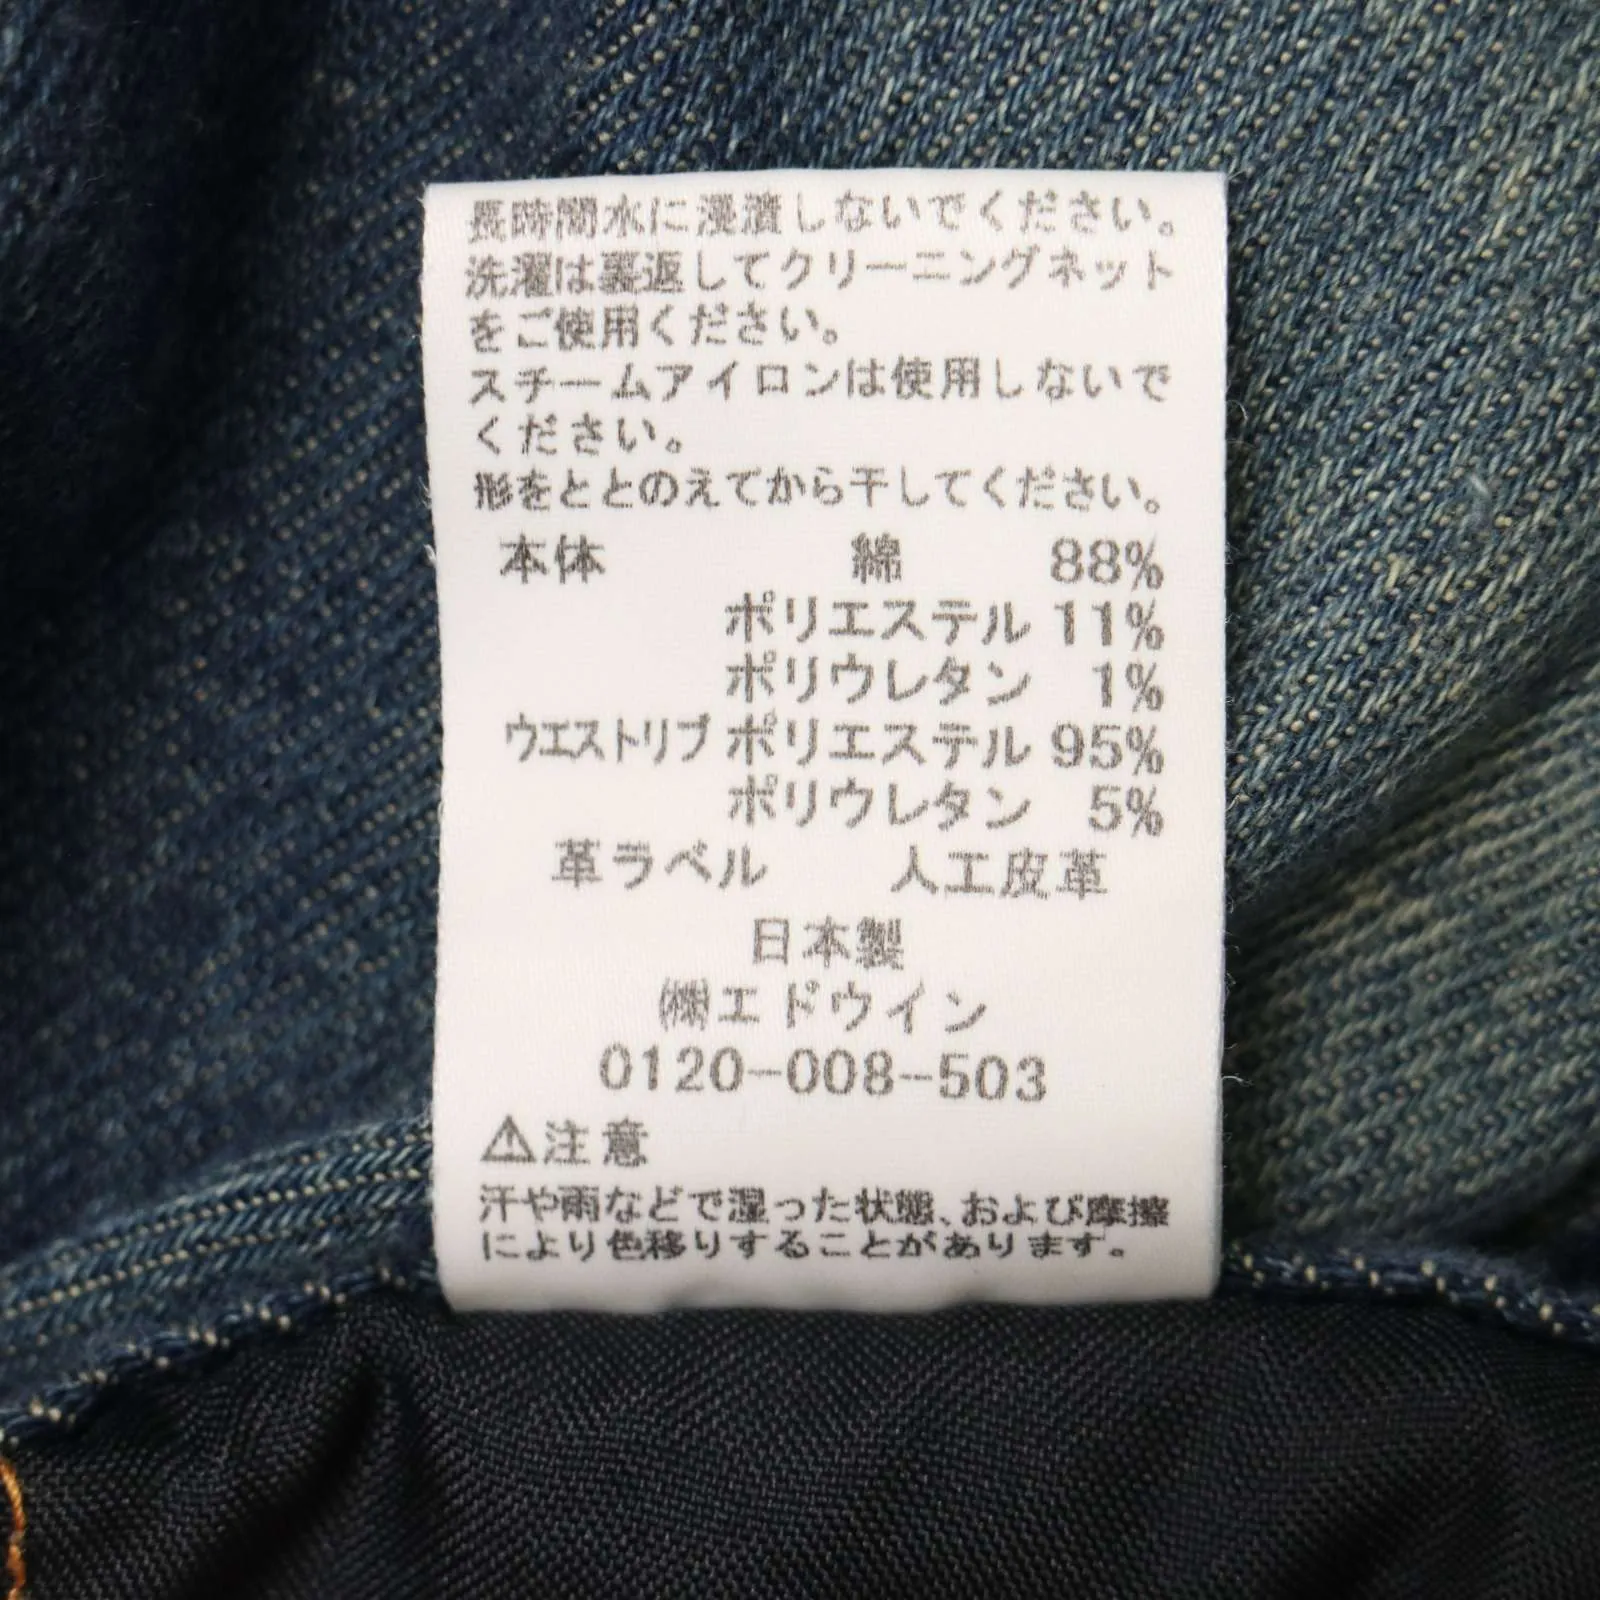 長時間水に浸漬しないでください。
洗濯は裏返してクリーニングネット
をご使用ください。
スチームアイロンは使用しないで
ください。
形をととのえてから干してください。
本体 綿 88%
ポリエステル 11%
ポリウレタン 1%
ウエストリブ ポリエステル 95%
ポリウレタン 5%
革ラベル 人工皮革
日本製
㈱エドウイン
0120-008-503
⚠注意
汗や雨などで湿った状態、および摩擦
により色移りすることがあります。